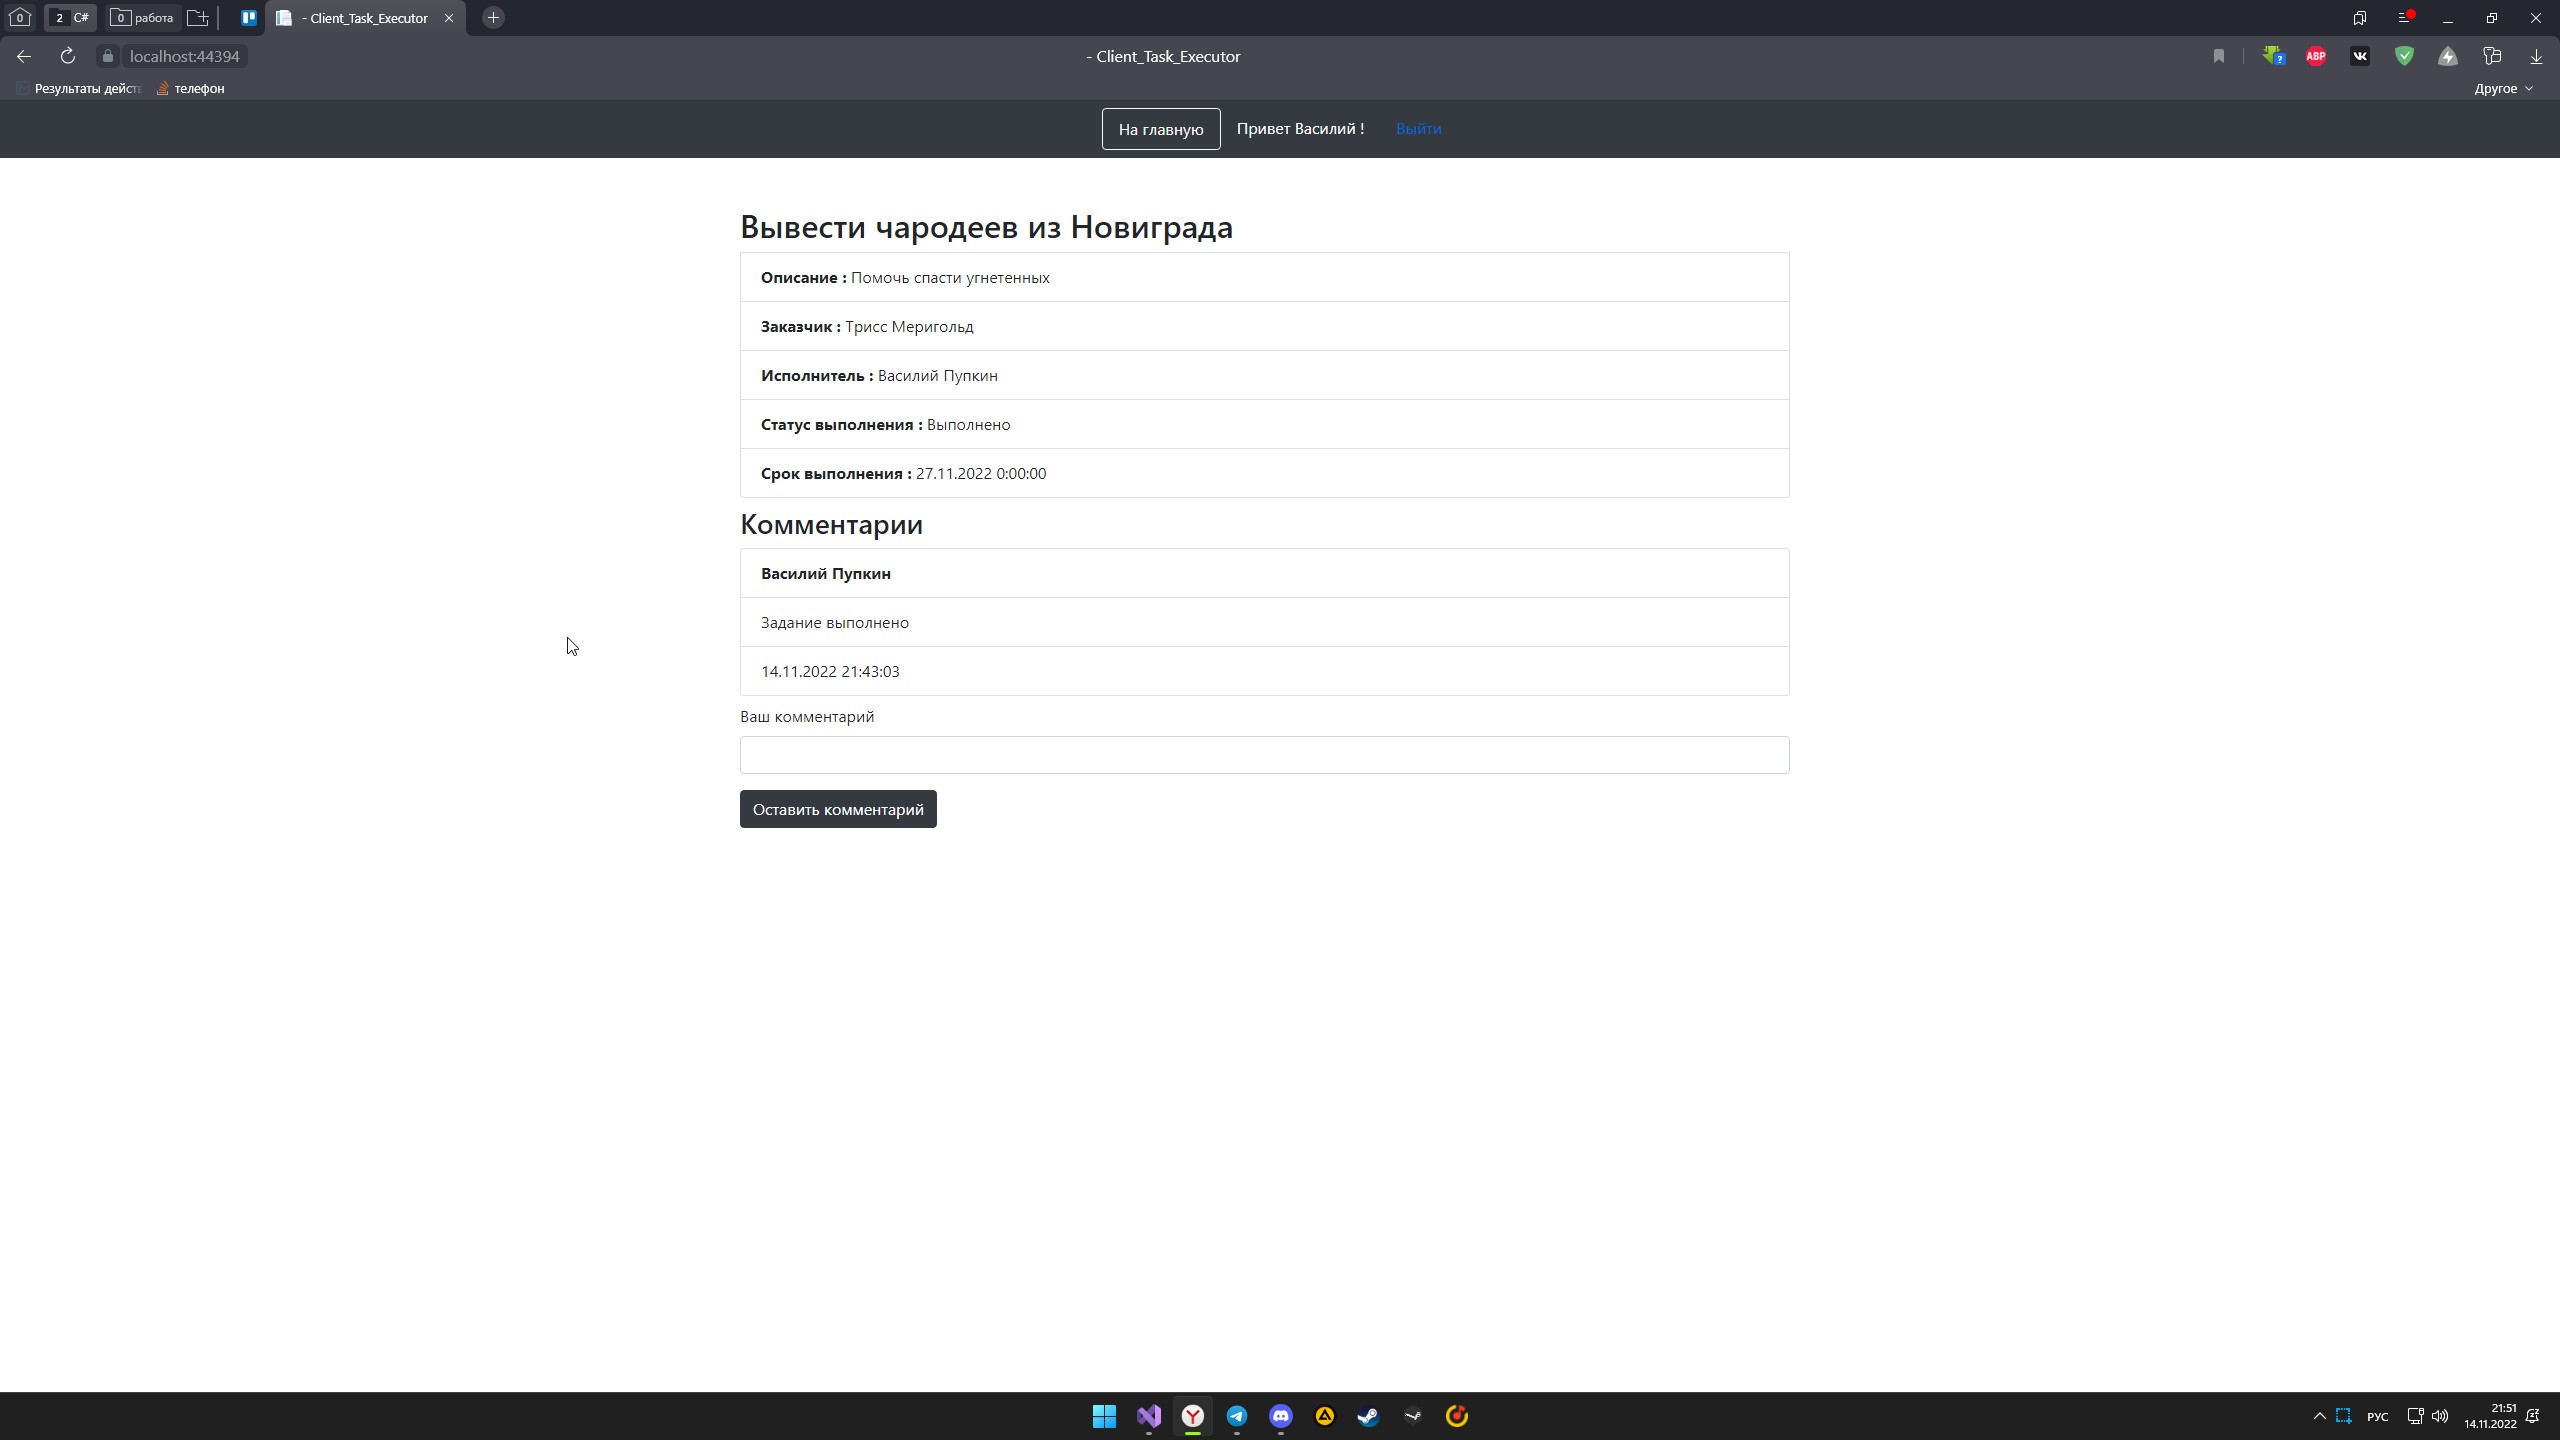 0
2 C#
0 работа
- Client_Task_Executor
localhost:44394
- Client_Task_Executor
?
ABP
Результаты дейст
телефон
Другое
На главную
Привет Василий !
Выйти
Вывести чародеев из Новиграда
Описание : Помочь спасти угнетенных
Заказчик : Трисс Меригольд
Исполнитель : Василий Пупкин
Статус выполнения : Выполнено
Срок выполнения : 27.11.2022 0:00:00
Комментарии
Василий Пупкин
Задание выполнено
14.11.2022 21:43:03
Ваш комментарий
Оставить комментарий
РУС
21:51
14.11.2022